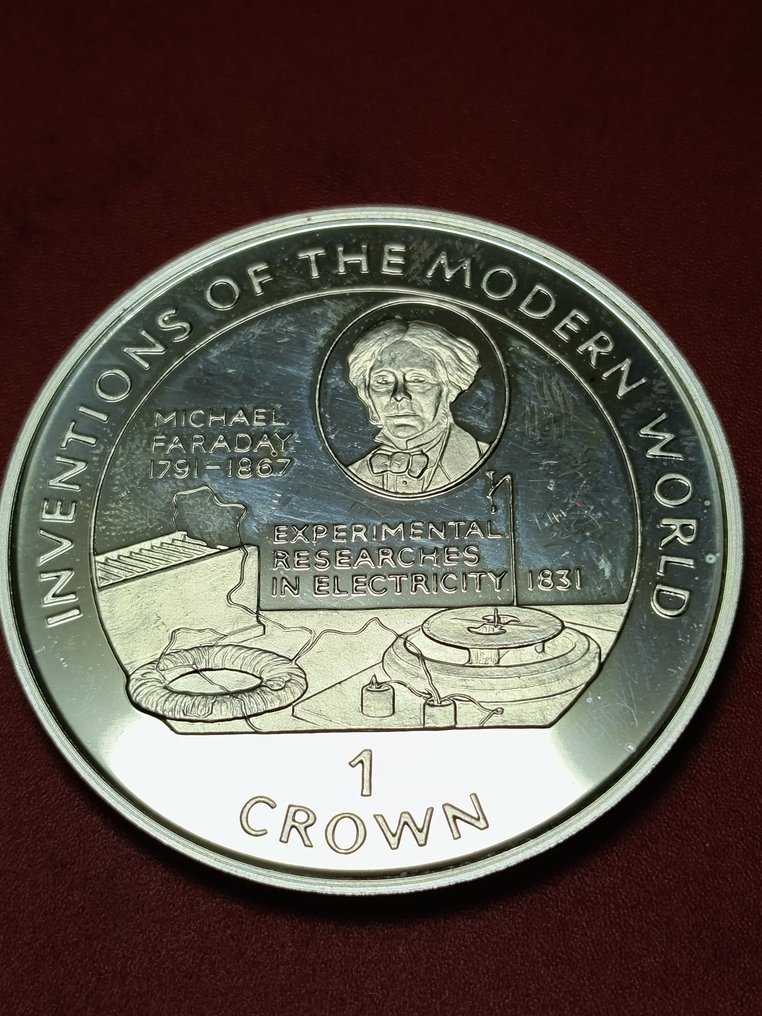 INVENTIONS OF THE MODERN WORLD
MICHAEL
FARADAY
1791-1867
EXPERIMENTAL
RESEARCHES
IN ELECTRICITY 1831
1
CROWN